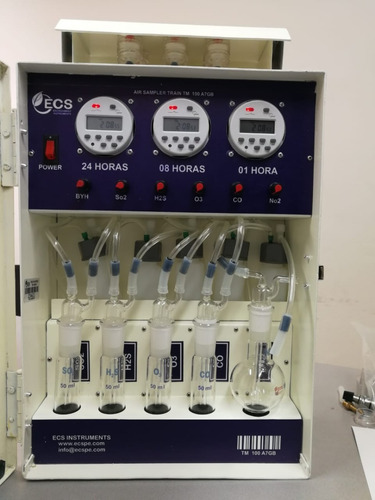 ECS
INSTRUMENTS
AIR SAMPLER TRAIN TM 100 A7GB
POWER
24 HORAS
08 HORAS
01 HORA
BYH
So2
H2S
O3
CO
No2
H2S
O3
CO
50 ml
50 ml
50 ml
50 ml
ECS INSTRUMENTS
www.ecspe.com
info@ecspe.com
TM 100 A7GB